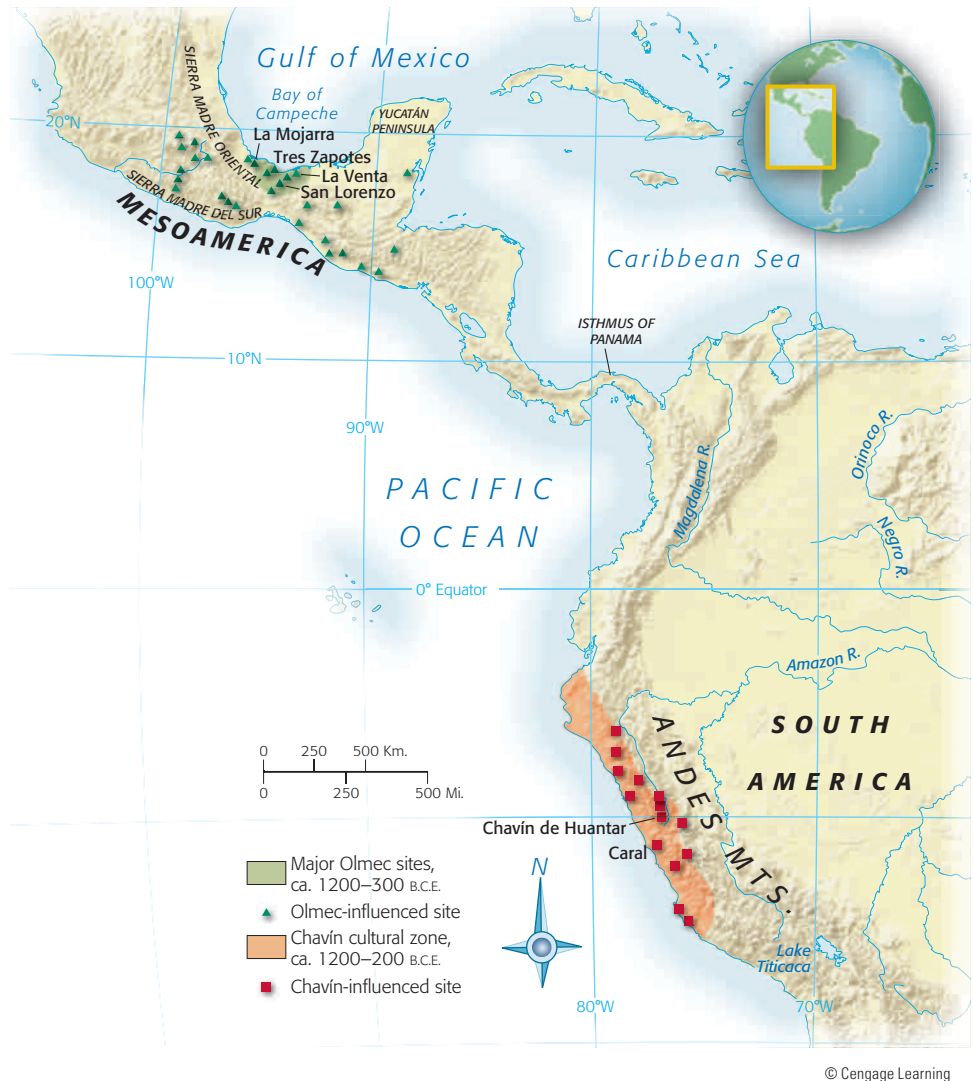 Gulf of Mexico
Bay of
Campeche
SIERRA MADRE ORIENTAL
YUCATÁN
PENINSULA
20°N
La Mojarra
Tres Zapotes
La Venta
San Lorenzo
SIERRA MADRE DEL SUR
MESOAMERICA
Caribbean Sea
100°W
ISTHMUS OF
PANAMA
10°N
90°W
Magdalena R.
Orinoco R.
PACIFIC
OCEAN
Negro R.
0° Equator
Amazon R.
SOUTH
AMERICA
ANDES MTS.
0 250 500 Km.
0 250 500 Mi.
Chavín de Huantar
Caral
Major Olmec sites,
ca. 1200–300 B.C.E.
Olmec-influenced site
Chavín cultural zone,
ca. 1200–200 B.C.E.
Chavín-influenced site
N
Lake
Titicaca
80°W
70°W
© Cengage Learning